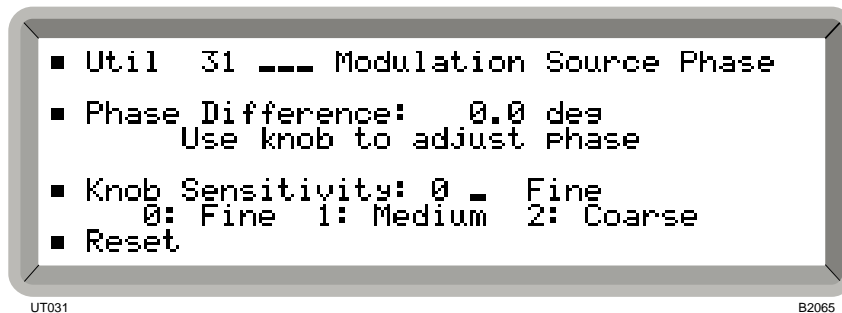 ▪ Util 31 ___ Modulation Source Phase
▪ Phase Difference: 0.0 deg
Use knob to adjust phase
▪ Knob Sensitivity: 0 _ Fine
0: Fine 1: Medium 2: Coarse
▪ Reset
UT031 B2065